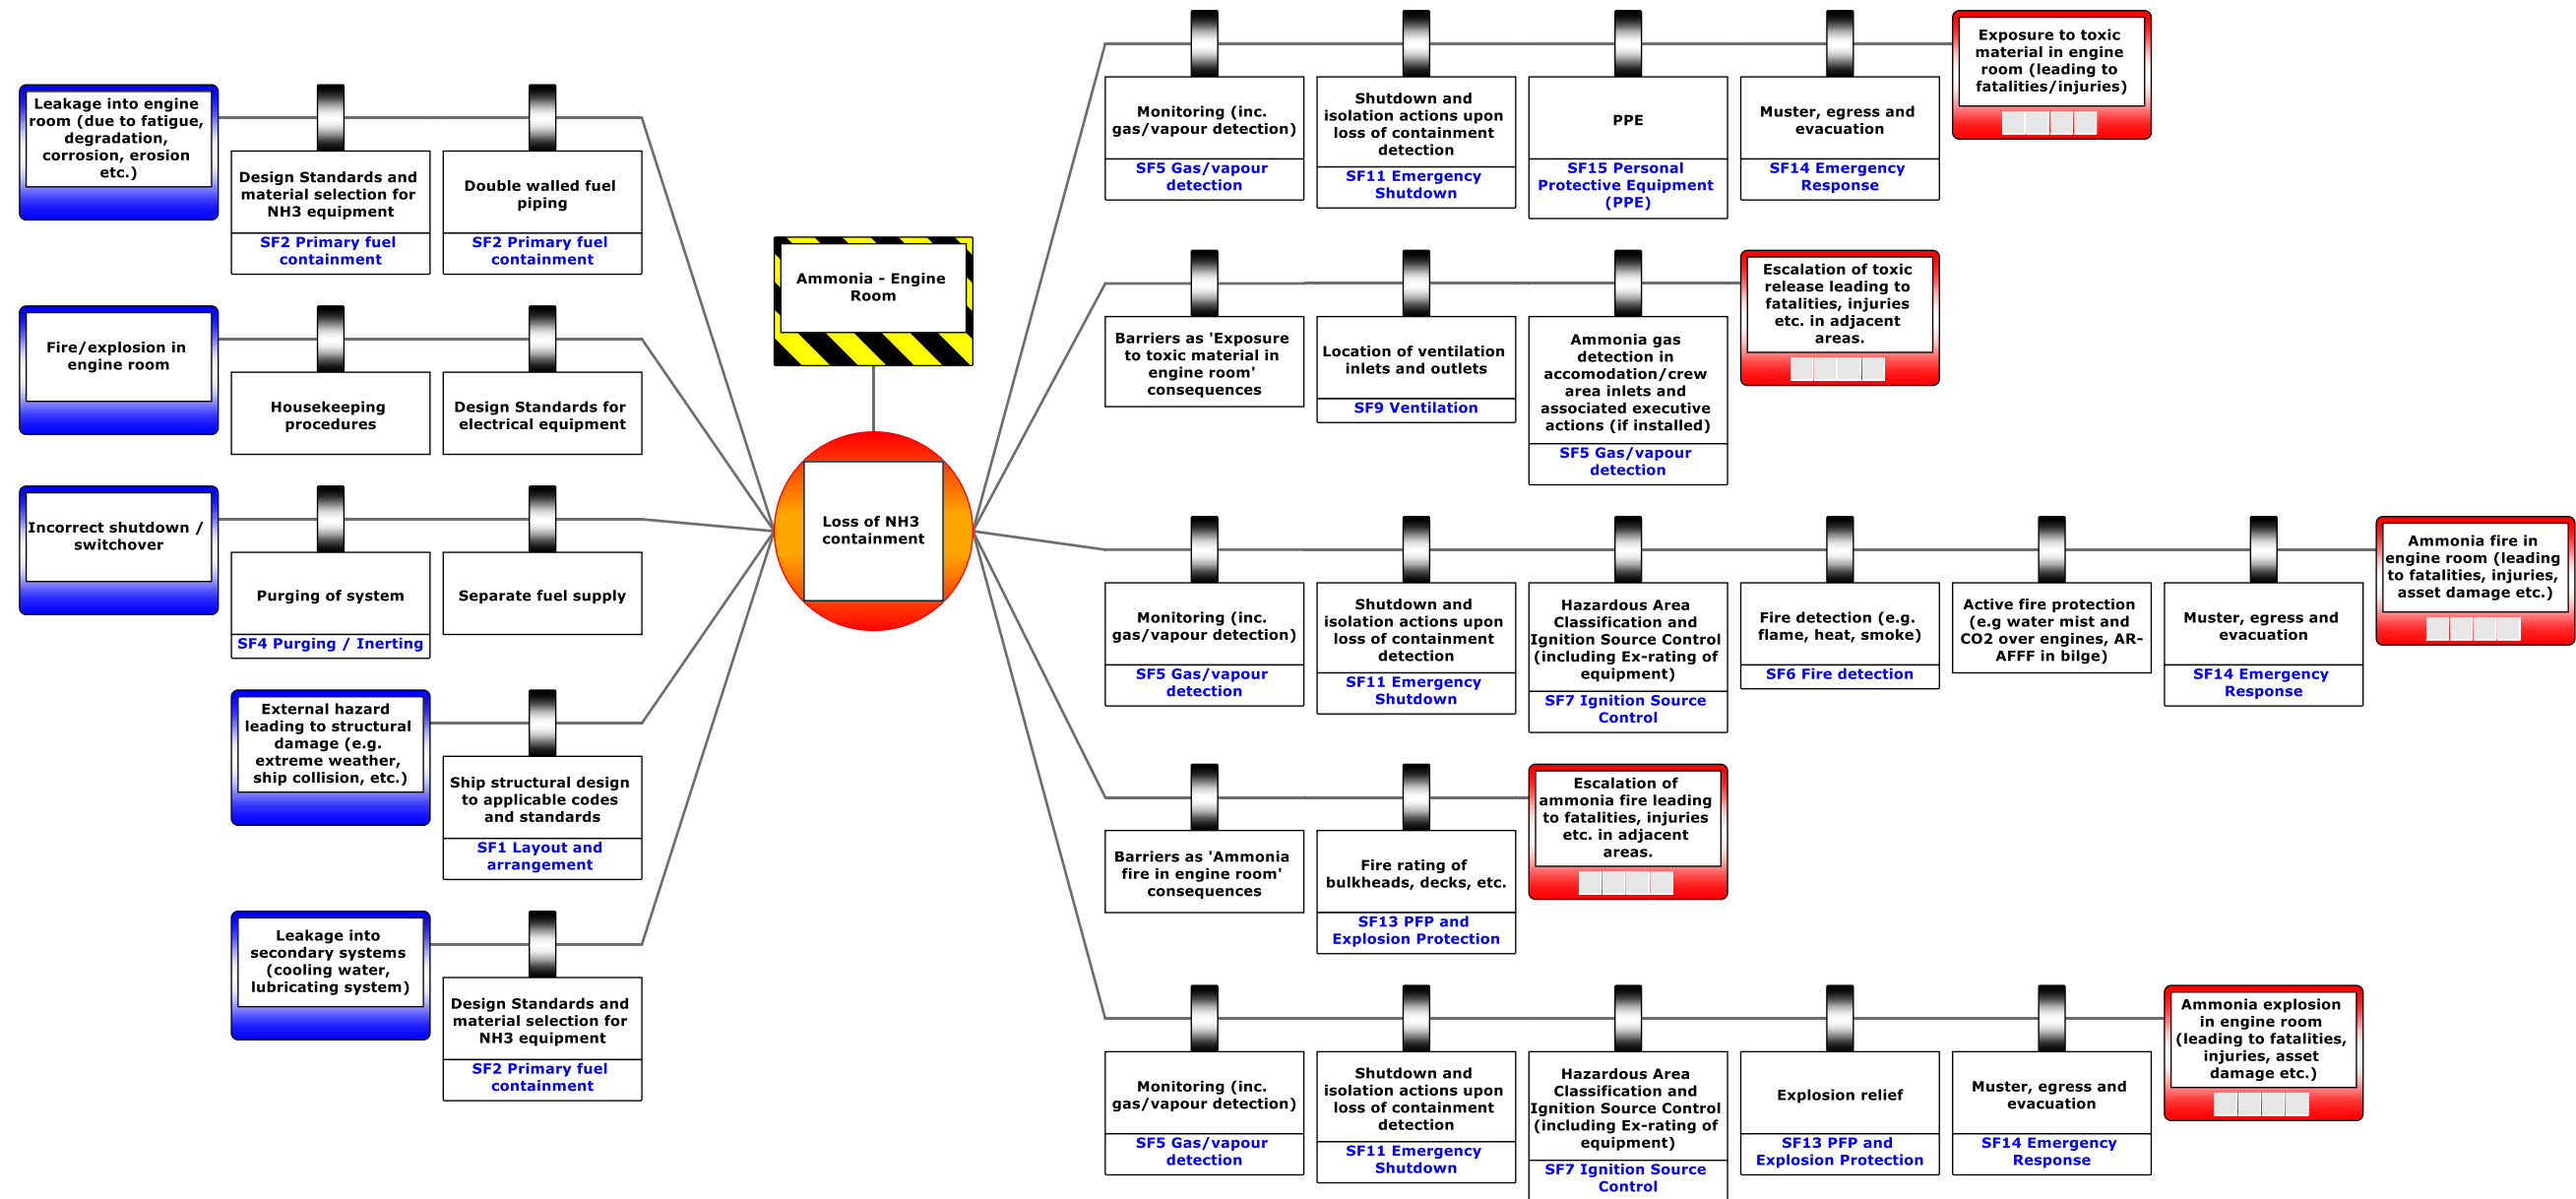 Leakage into engine
room (due to fatigue,
degradation,
corrosion, erosion
etc.)
Design Standards and
material selection for
NH3 equipment
SF2 Primary fuel
containment
Double walled fuel
piping
SF2 Primary fuel
containment
Fire/explosion in
engine room
Housekeeping
procedures
Design Standards for
electrical equipment
Incorrect shutdown /
switchover
Purging of system
SF4 Purging / Inerting
Separate fuel supply
External hazard
leading to structural
damage (e.g.
extreme weather,
ship collision, etc.)
Ship structural design
to applicable codes
and standards
SF1 Layout and
arrangement
Leakage into
secondary systems
(cooling water,
lubricating system)
Design Standards and
material selection for
NH3 equipment
SF2 Primary fuel
containment
Ammonia - Engine
Room
Loss of NH3
containment
Monitoring (inc.
gas/vapour detection)
SF5 Gas/vapour
detection
Shutdown and
isolation actions upon
loss of containment
detection
SF11 Emergency
Shutdown
PPE
SF15 Personal
Protective Equipment
(PPE)
Muster, egress and
evacuation
SF14 Emergency
Response
Exposure to toxic
material in engine
room (leading to
fatalities/injuries)
Barriers as 'Exposure
to toxic material in
engine room'
consequences
Location of ventilation
inlets and outlets
SF9 Ventilation
Ammonia gas
detection in
accomodation/crew
area inlets and
associated executive
actions (if installed)
SF5 Gas/vapour
detection
Escalation of toxic
release leading to
fatalities, injuries
etc. in adjacent
areas.
Monitoring (inc.
gas/vapour detection)
SF5 Gas/vapour
detection
Shutdown and
isolation actions upon
loss of containment
detection
SF11 Emergency
Shutdown
Hazardous Area
Classification and
Ignition Source Control
(including Ex-rating of
equipment)
SF7 Ignition Source
Control
Fire detection (e.g.
flame, heat, smoke)
SF6 Fire detection
Active fire protection
(e.g water mist and
CO2 over engines, AR-
AFFF in bilge)
Muster, egress and
evacuation
SF14 Emergency
Response
Ammonia fire in
engine room (leading
to fatalities, injuries,
asset damage etc.)
Barriers as 'Ammonia
fire in engine room'
consequences
Fire rating of
bulkheads, decks, etc.
SF13 PFP and
Explosion Protection
Escalation of
ammonia fire leading
to fatalities, injuries
etc. in adjacent
areas.
Monitoring (inc.
gas/vapour detection)
SF5 Gas/vapour
detection
Shutdown and
isolation actions upon
loss of containment
detection
SF11 Emergency
Shutdown
Hazardous Area
Classification and
Ignition Source Control
(including Ex-rating of
equipment)
SF7 Ignition Source
Control
Explosion relief
SF13 PFP and
Explosion Protection
Muster, egress and
evacuation
SF14 Emergency
Response
Ammonia explosion
in engine room
(leading to fatalities,
injuries, asset
damage etc.)